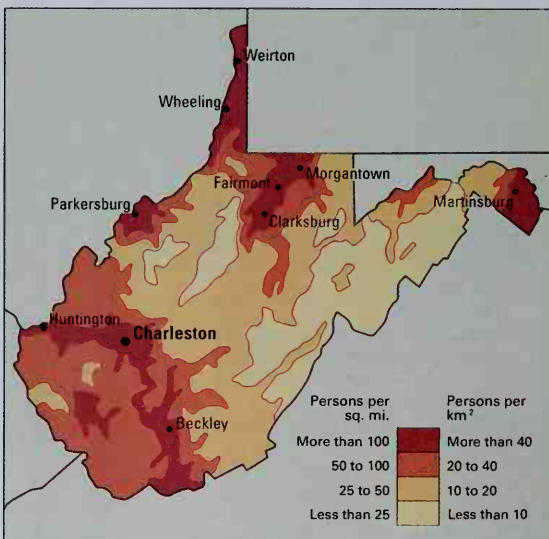 Weirton
Wheeling
Morgantown
Fairmont
Martinsburg
Parkersburg
Clarksburg
Huntington
Charleston
Beckley
Persons per sq. mi.
Persons per km²
More than 100
More than 40
50 to 100
20 to 40
25 to 50
10 to 20
Less than 25
Less than 10